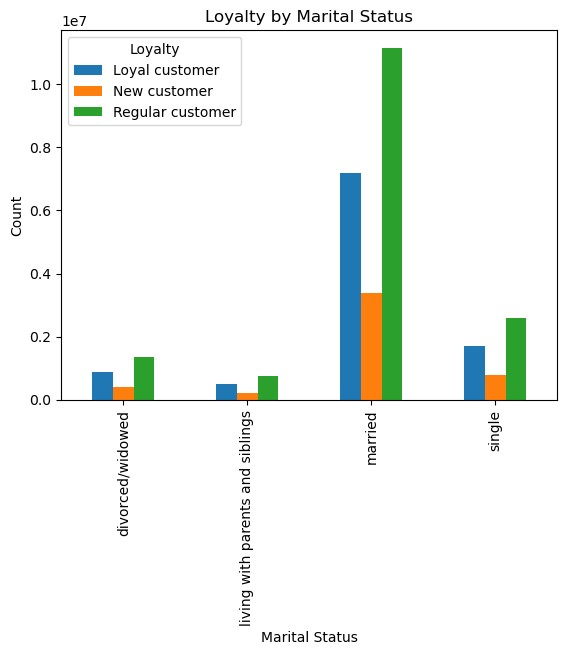 Loyalty by Marital Status
1e7
Loyalty
Loyal customer
New customer
Regular customer
1.0
0.8
0.6
0.4
0.2
0.0
Count
divorced/widowed
living with parents and siblings
married
single
Marital Status